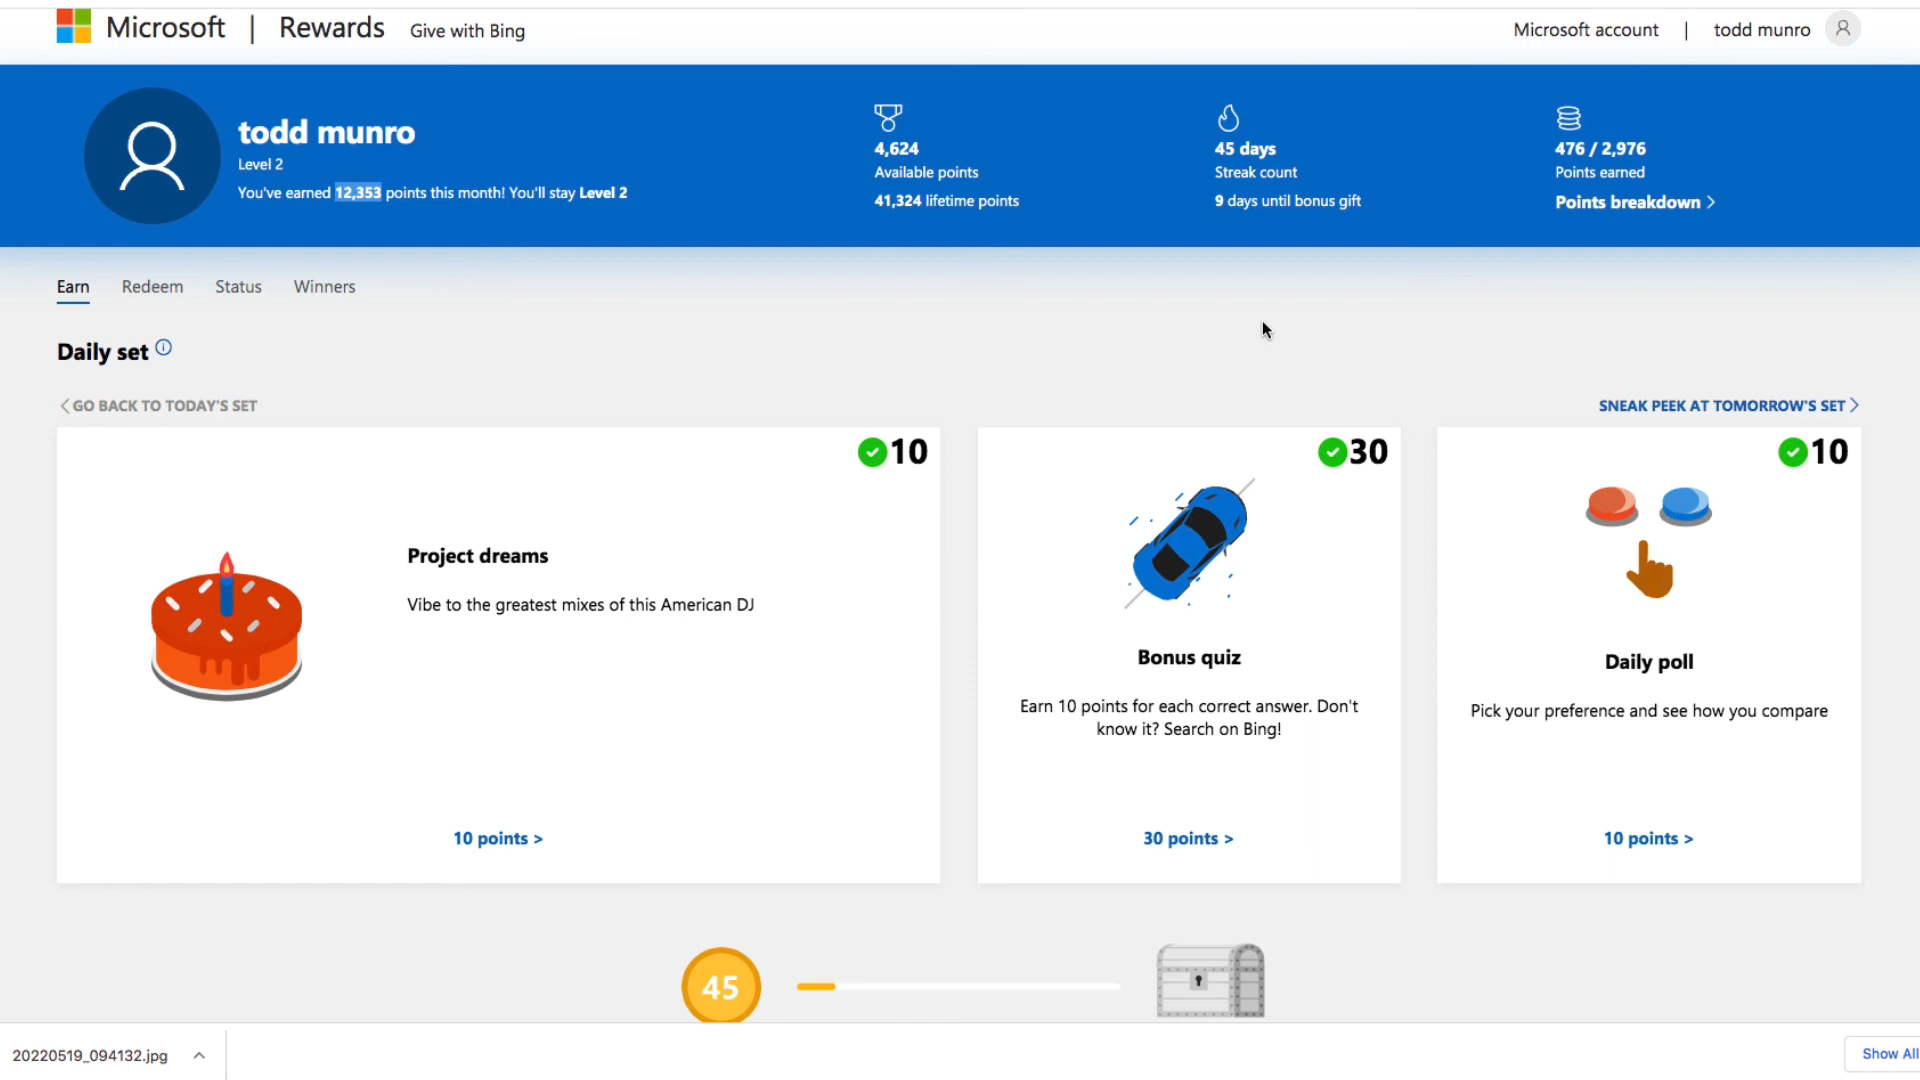 Microsoft | Rewards Give with Bing Microsoft account | todd munro
todd munro
Level 2
You've earned 12,353 points this month! You'll stay Level 2
4,624
Available points
41,324 lifetime points
45 days
Streak count
9 days until bonus gift
476 / 2,976
Points earned
Points breakdown >
Earn Redeem Status Winners
Daily set
< GO BACK TO TODAY'S SET
SNEAK PEEK AT TOMORROW'S SET >
10
Project dreams
Vibe to the greatest mixes of this American DJ
10 points >
30
Bonus quiz
Earn 10 points for each correct answer. Don't
know it? Search on Bing!
30 points >
10
Daily poll
Pick your preference and see how you compare
10 points >
45
20220519_094132.jpg
Show All